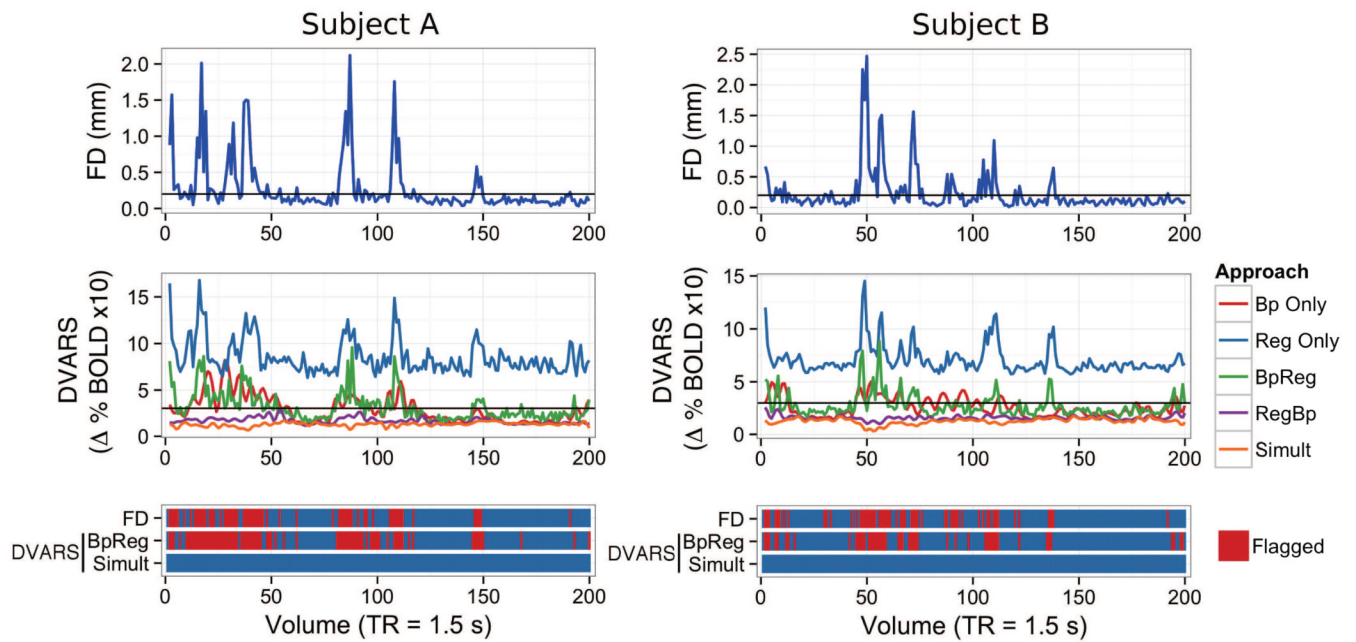 Subject A
Subject B
FD (mm)
2.0
1.5
1.0
0.5
0.0
0 50 100 150 200
FD (mm)
2.5
2.0
1.5
1.0
0.5
0.0
0 50 100 150 200
DVARS
(Δ % BOLD x10)
15
10
5
0
0 50 100 150 200
DVARS
(Δ % BOLD x10)
15
10
5
0
0 50 100 150 200
Approach
Bp Only
Reg Only
BpReg
RegBp
Simult
FD
DVARS
BpReg
Simult
0 50 100 150 200
Volume (TR = 1.5 s)
FD
DVARS
BpReg
Simult
0 50 100 150 200
Volume (TR = 1.5 s)
Flagged